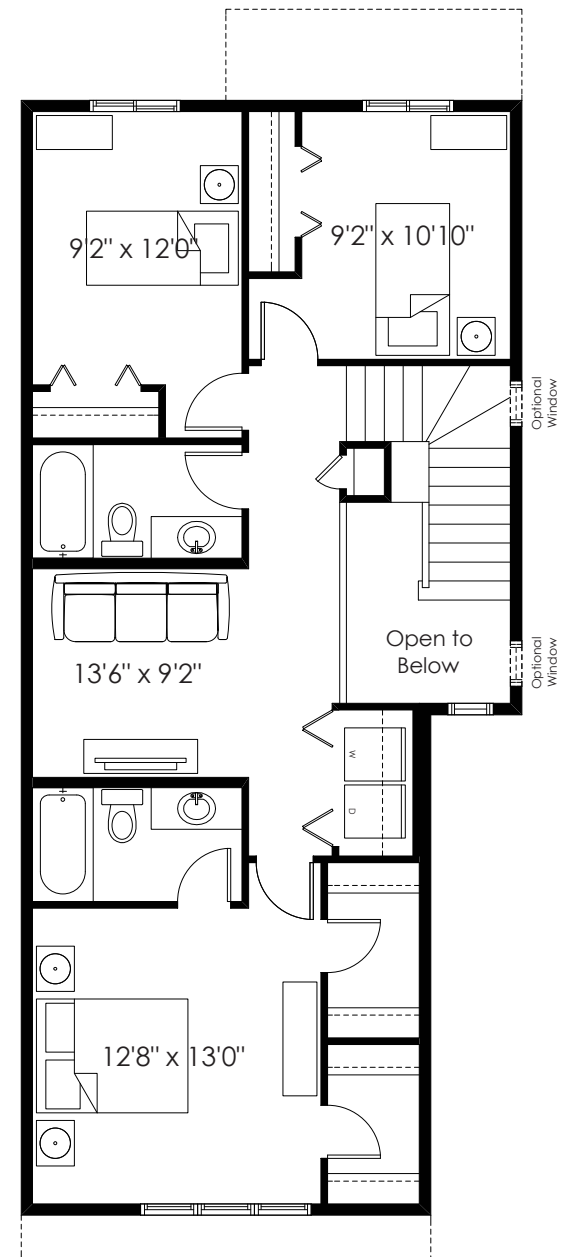 9'2" x 12'0"
9'2" x 10'10"
Optional
Window
Open to
Below
Optional
Window
13'6" x 9'2"
W
D
12'8" x 13'0"